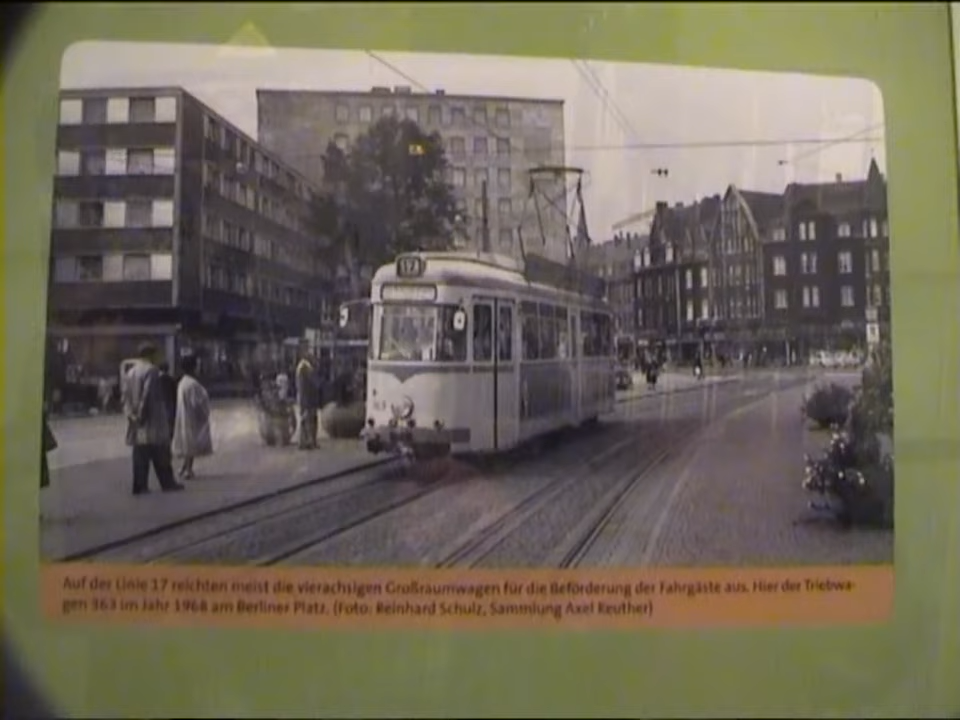 17
Auf der Linie 17 reichten meist die vierachsigen Großraumwagen für die Beförderung der Fahrgäste aus. Hier der Triebwa-
gen 363 im Jahr 1968 am Berliner Platz. (Foto: Reinhard Schulz, Sammlung Axel Reuther)